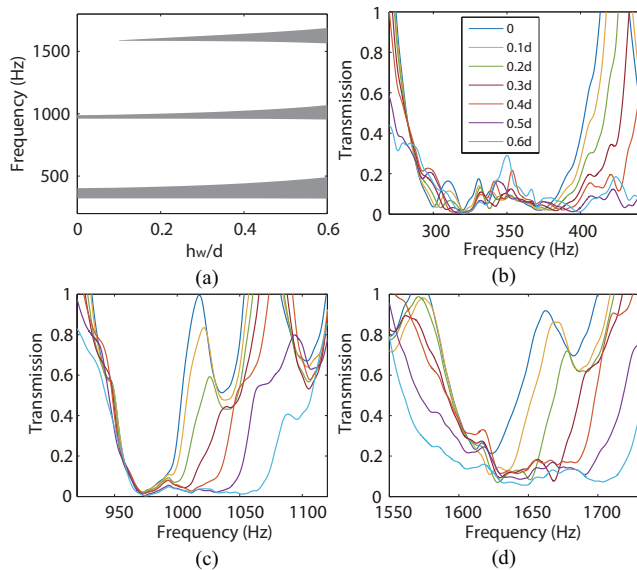 1500
1000
500
Frequency (Hz)
0 0.2 0.4 0.6
hw/d
(a)
1
0.8
0.6
0.4
0.2
0
Transmission
0
0.1d
0.2d
0.3d
0.4d
0.5d
0.6d
300 350 400
Frequency (Hz)
(b)
1
0.8
0.6
0.4
0.2
0
Transmission
950 1000 1050 1100
Frequency (Hz)
(c)
1
0.8
0.6
0.4
0.2
0
Transmission
1550 1600 1650 1700
Frequency (Hz)
(d)